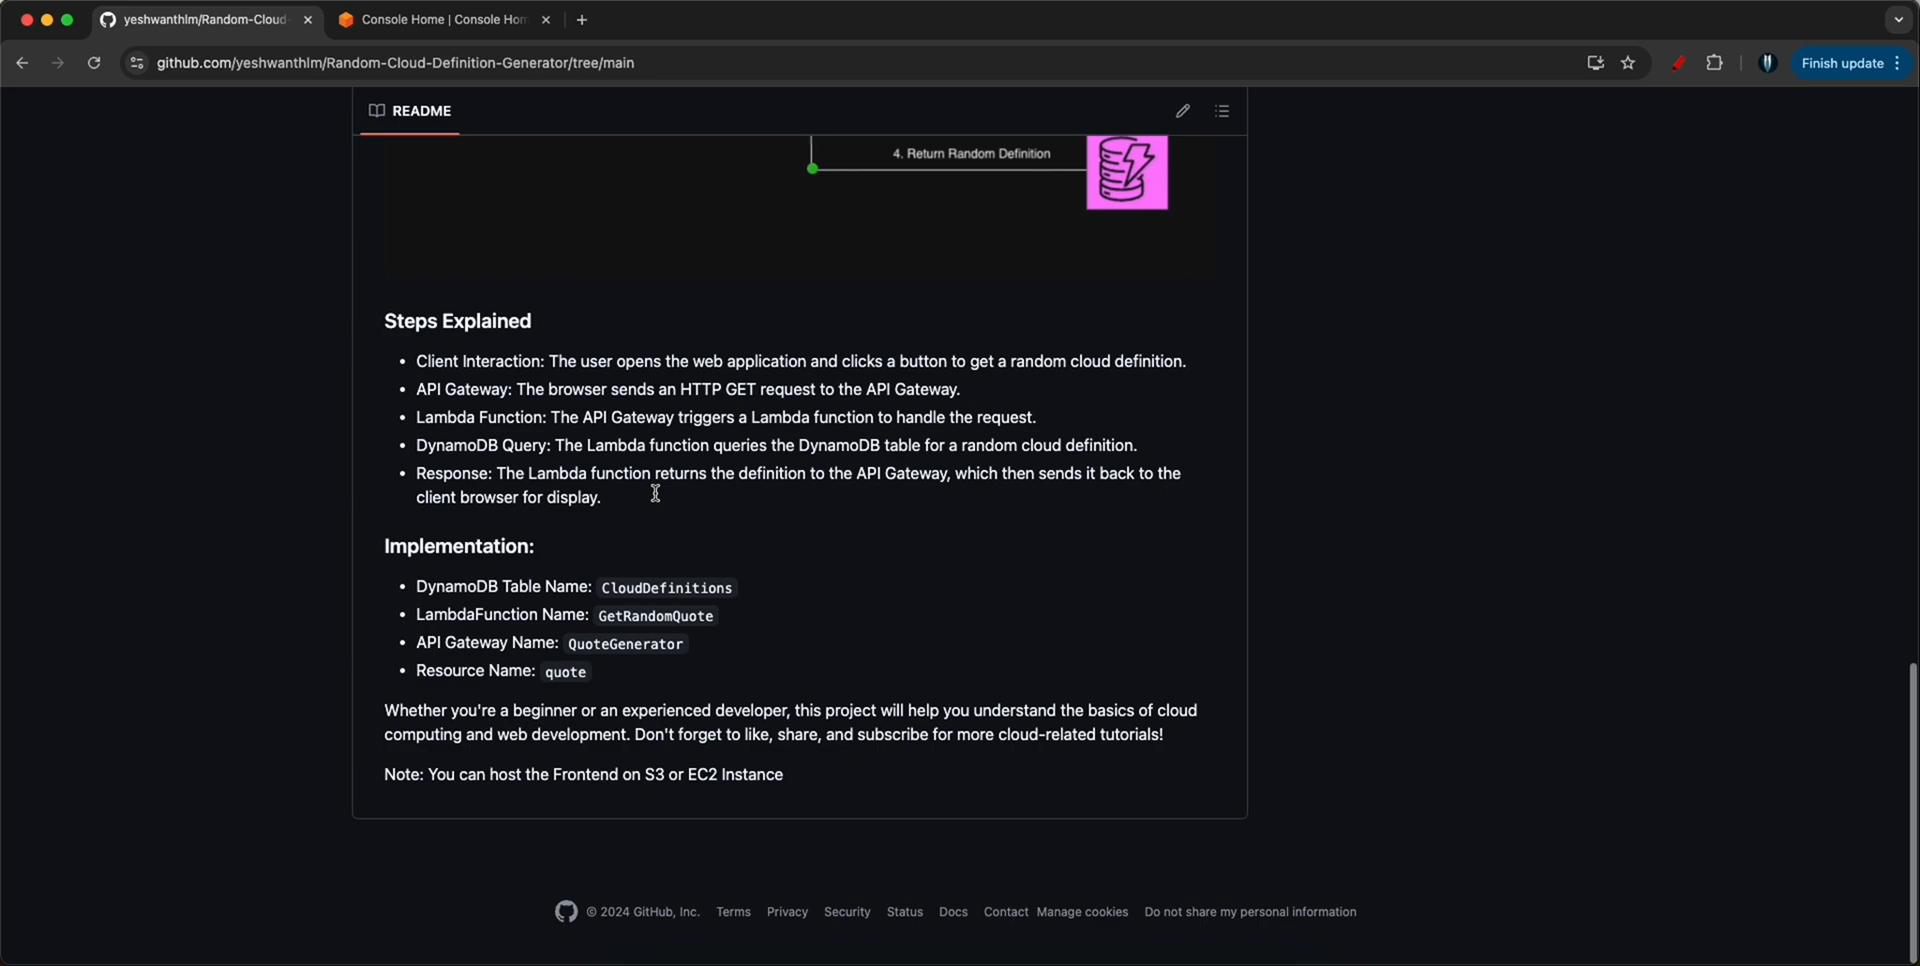 yeshwanthlm/Random-Cloud-
Console Home | Console Hom
github.com/yeshwanthlm/Random-Cloud-Definition-Generator/tree/main
Finish update
README
4. Return Random Definition
Steps Explained
• Client Interaction: The user opens the web application and clicks a button to get a random cloud definition.
• API Gateway: The browser sends an HTTP GET request to the API Gateway.
• Lambda Function: The API Gateway triggers a Lambda function to handle the request.
• DynamoDB Query: The Lambda function queries the DynamoDB table for a random cloud definition.
• Response: The Lambda function returns the definition to the API Gateway, which then sends it back to the
client browser for display.
Implementation:
• DynamoDB Table Name: CloudDefinitions
• LambdaFunction Name: GetRandomQuote
• API Gateway Name: QuoteGenerator
• Resource Name: quote
Whether you're a beginner or an experienced developer, this project will help you understand the basics of cloud
computing and web development. Don't forget to like, share, and subscribe for more cloud-related tutorials!
Note: You can host the Frontend on S3 or EC2 Instance
© 2024 GitHub, Inc. Terms Privacy Security Status Docs Contact Manage cookies Do not share my personal information